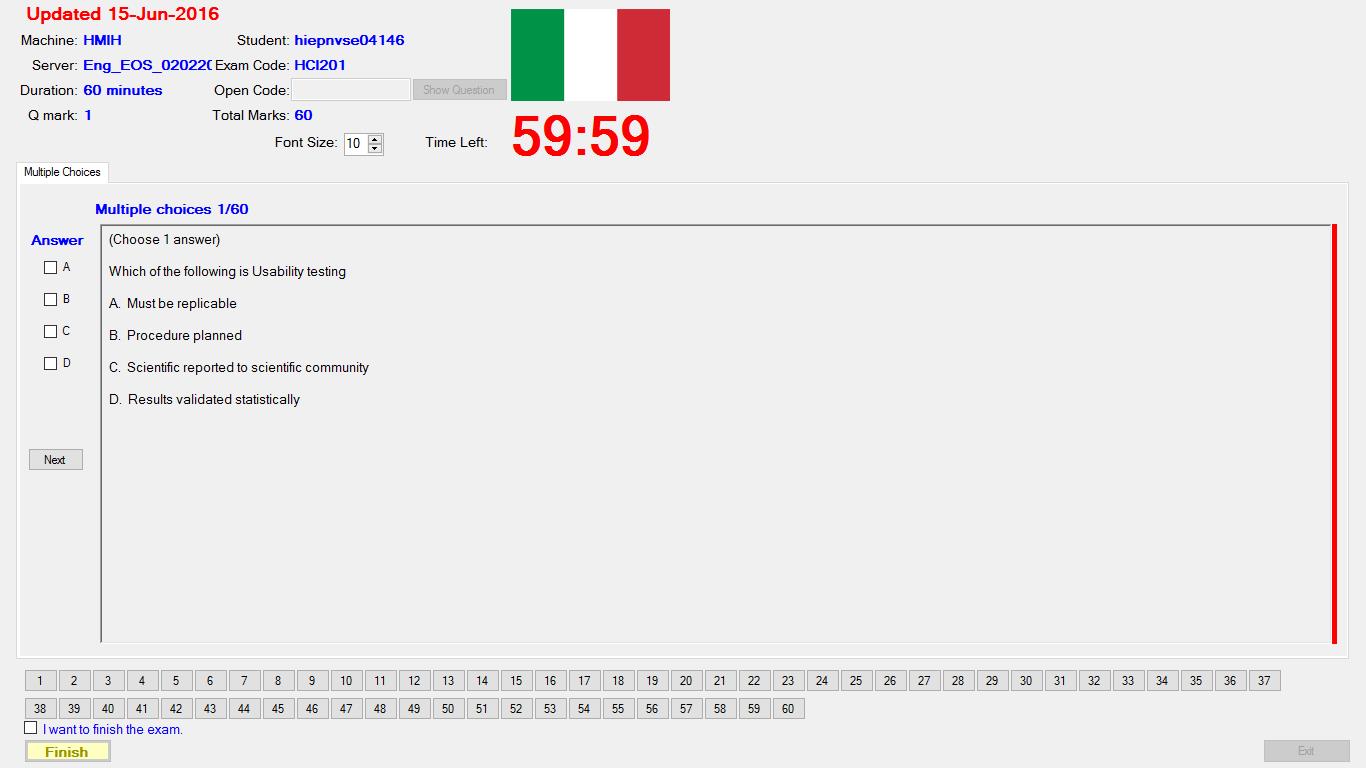 Updated 15-Jun-2016
Machine: HMIH Student: hiepnvse04146
Server: Eng_EOS_02022( Exam Code: HCI201
Duration: 60 minutes Open Code: Show Question
Q mark: 1 Total Marks: 60
Font Size: 10 Time Left: 59:59
Multiple Choices
Multiple choices 1/60
Answer
(Choose 1 answer)
A
Which of the following is Usability testing
B
A. Must be replicable
C
B. Procedure planned
D
C. Scientific reported to scientific community
D. Results validated statistically
Next
1 2 3 4 5 6 7 8 9 10 11 12 13 14 15 16 17 18 19 20 21 22 23 24 25 26 27 28 29 30 31 32 33 34 35 36 37
38 39 40 41 42 43 44 45 46 47 48 49 50 51 52 53 54 55 56 57 58 59 60
I want to finish the exam.
Finish
Exit